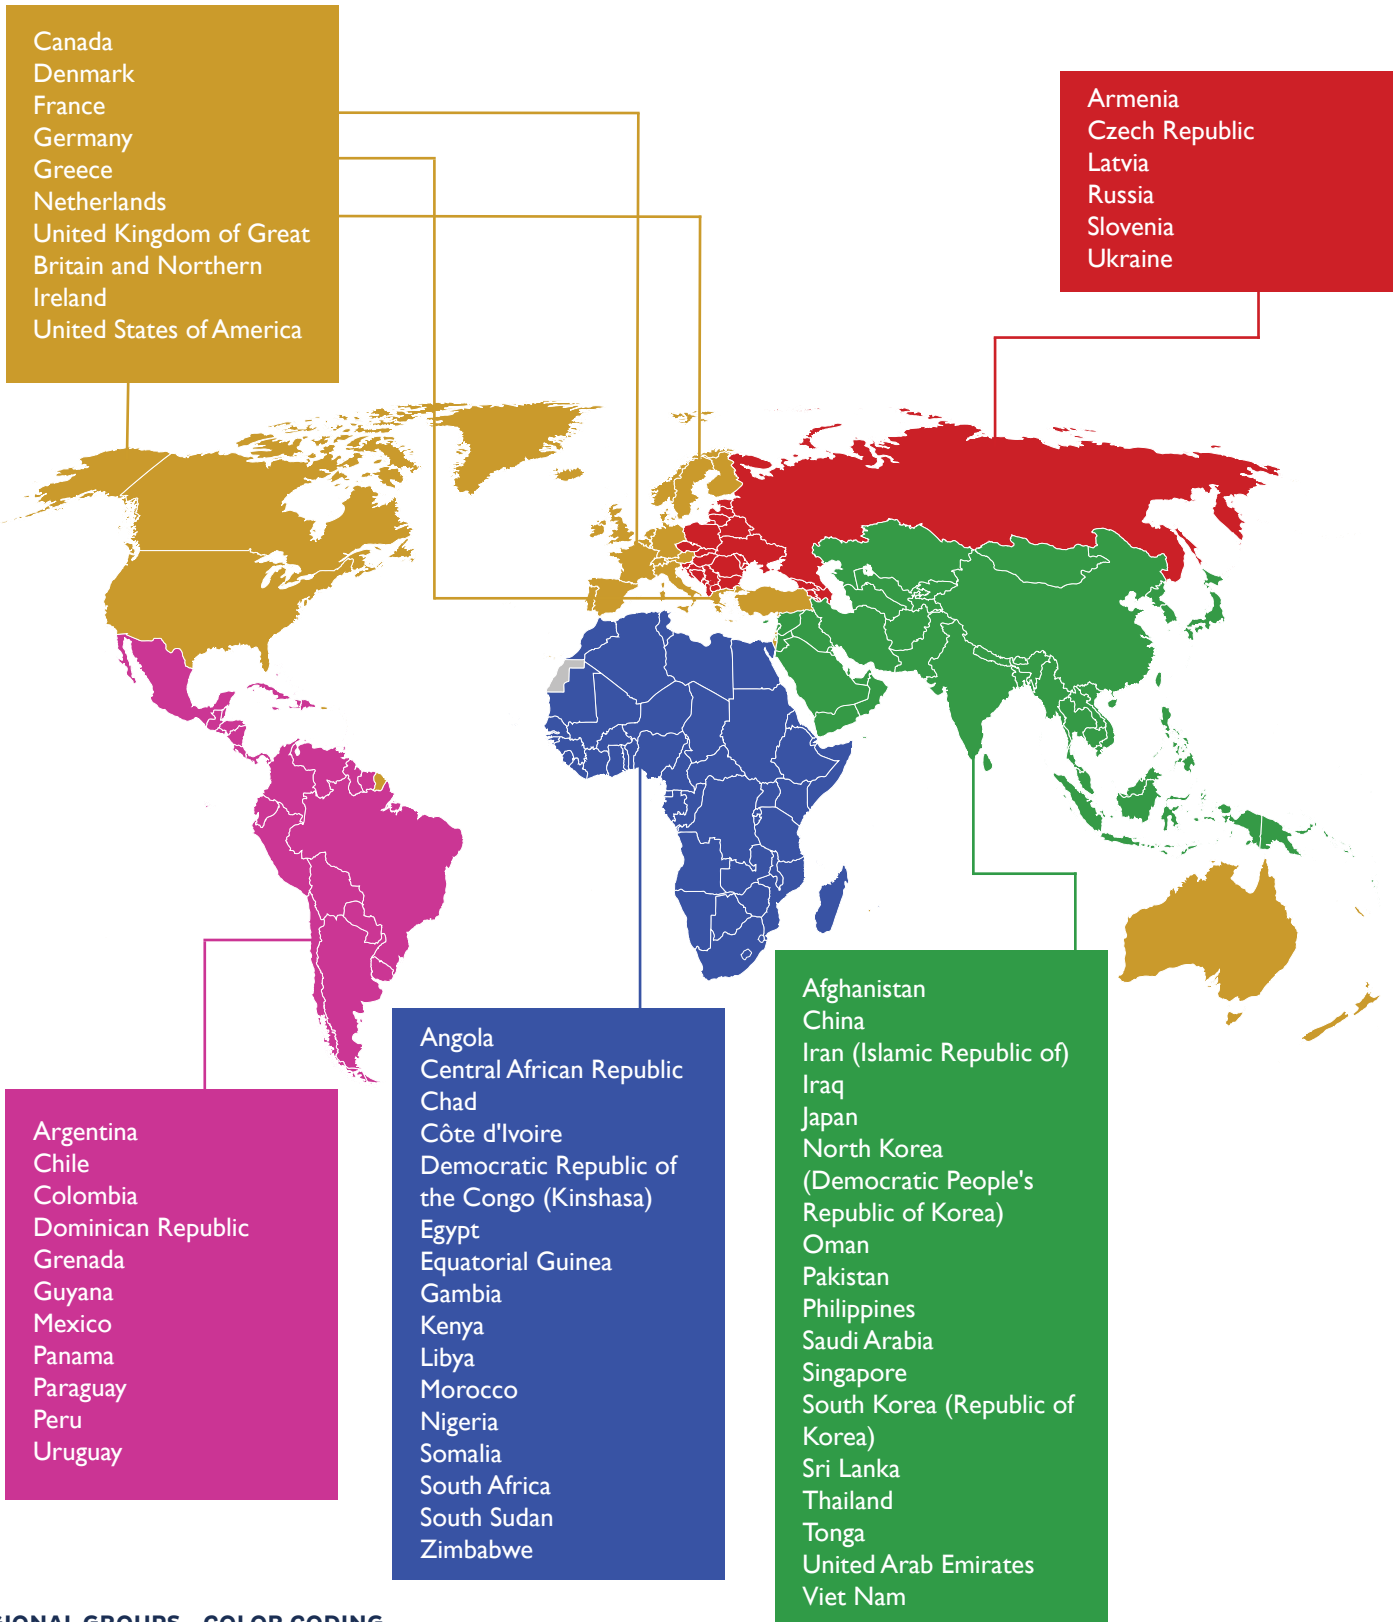 Canada
Denmark
France
Germany
Greece
Netherlands
United Kingdom of Great
Britain and Northern
Ireland
United States of America
Armenia
Czech Republic
Latvia
Russia
Slovenia
Ukraine
Argentina
Chile
Colombia
Dominican Republic
Grenada
Guyana
Mexico
Panama
Paraguay
Peru
Uruguay
Angola
Central African Republic
Chad
Côte d'Ivoire
Democratic Republic of
the Congo (Kinshasa)
Egypt
Equatorial Guinea
Gambia
Kenya
Libya
Morocco
Nigeria
Somalia
South Africa
South Sudan
Zimbabwe
Afghanistan
China
Iran (Islamic Republic of)
Iraq
Japan
North Korea
(Democratic People's
Republic of Korea)
Oman
Pakistan
Philippines
Saudi Arabia
Singapore
South Korea (Republic of
Korea)
Sri Lanka
Thailand
Tonga
United Arab Emirates
Viet Nam
GROUPS - COLOR CODING